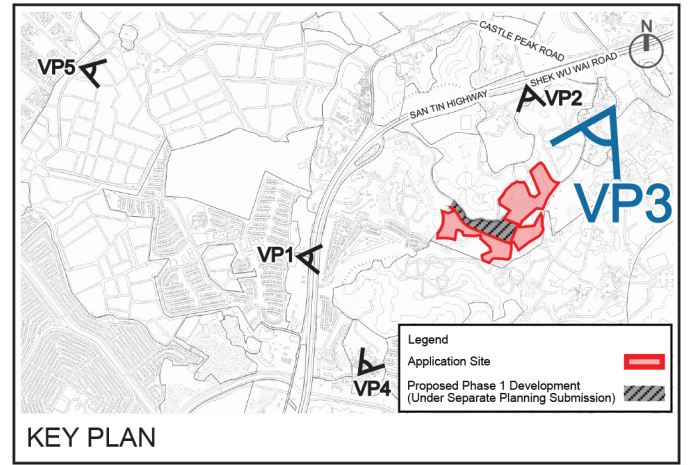 N
CASTLE PEAK ROAD
SHEK WU WAI ROAD
SAN TIN HIGHWAY
VP5
VP2
VP3
VP1
VP4
Legend
Application Site
Proposed Phase 1 Development
(Under Separate Planning Submission)
KEY PLAN